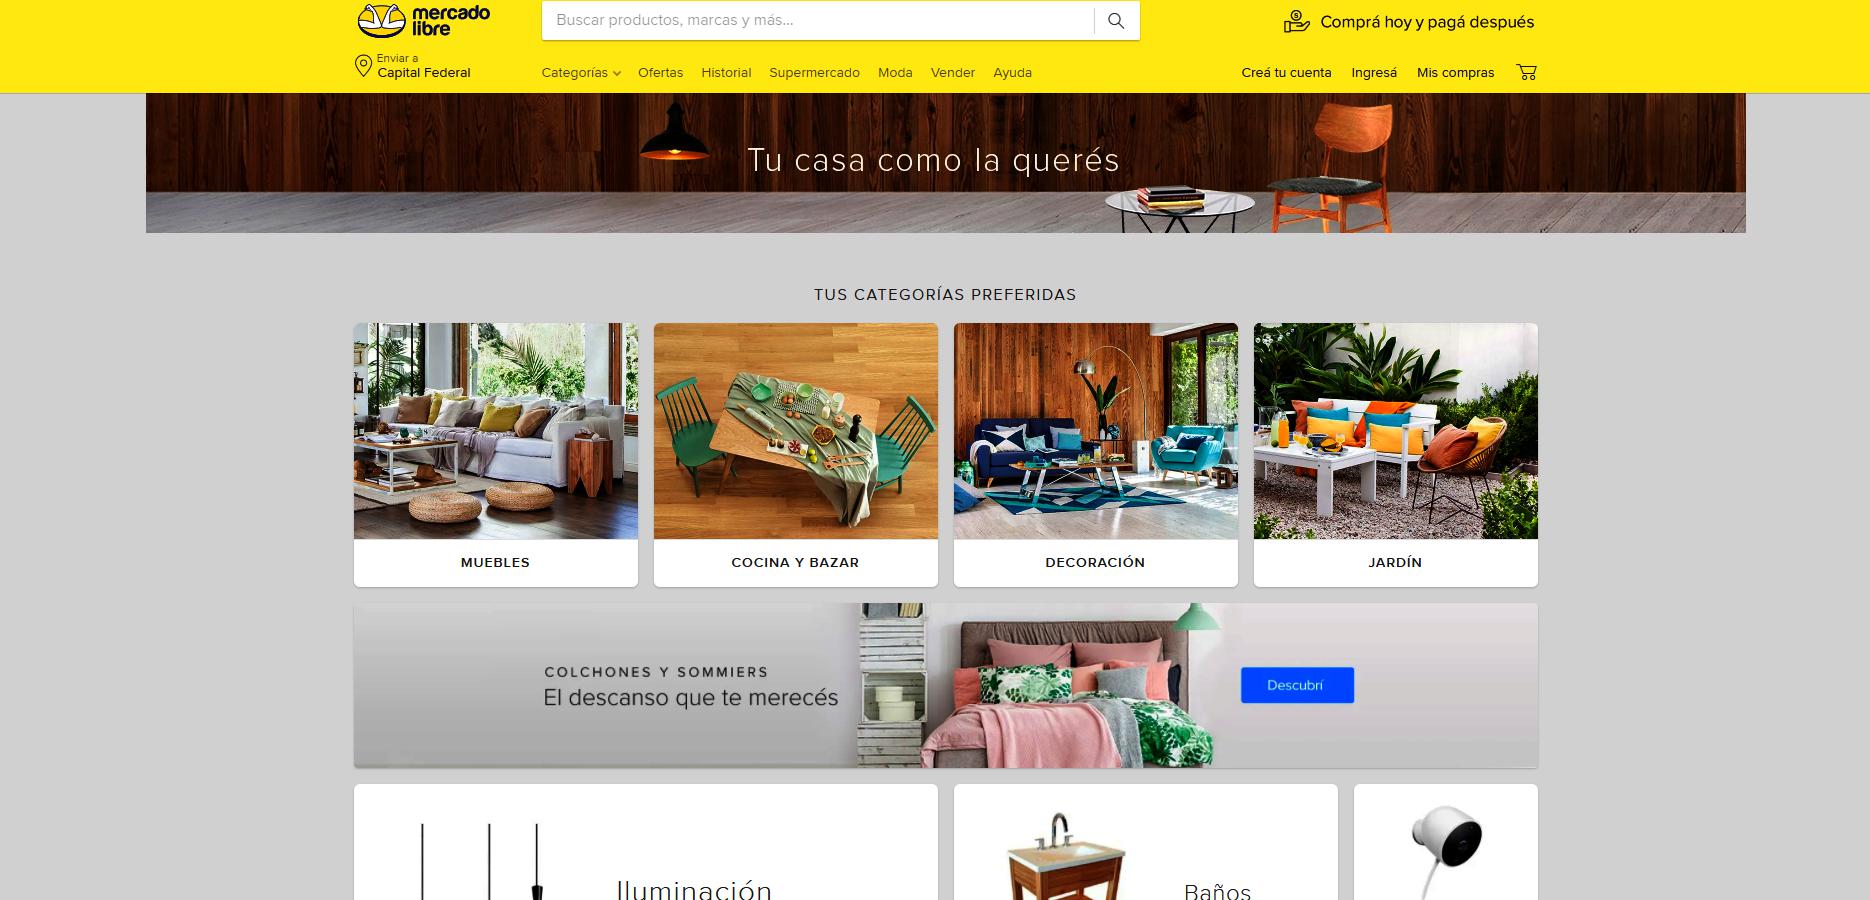 mercado
libre
Buscar productos, marcas y más...
Comprá hoy y pagá después
Enviar a
Capital Federal
Categorías Ofertas Historial Supermercado Moda Vender Ayuda
Creá tu cuenta Ingresá Mis compras
Tu casa como la querés
TUS CATEGORÍAS PREFERIDAS
MUEBLES
COCINA Y BAZAR
DECORACIÓN
JARDÍN
COLCHONES Y SOMMIERS
El descanso que te merecés
Descubrí
Iluminación
Baños